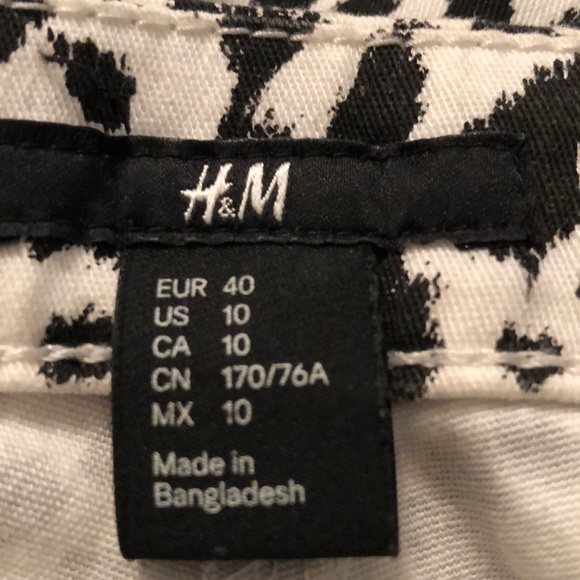 H&M
EUR 40
US 10
CA 10
CN 170/76A
MX 10
Made in
Bangladesh